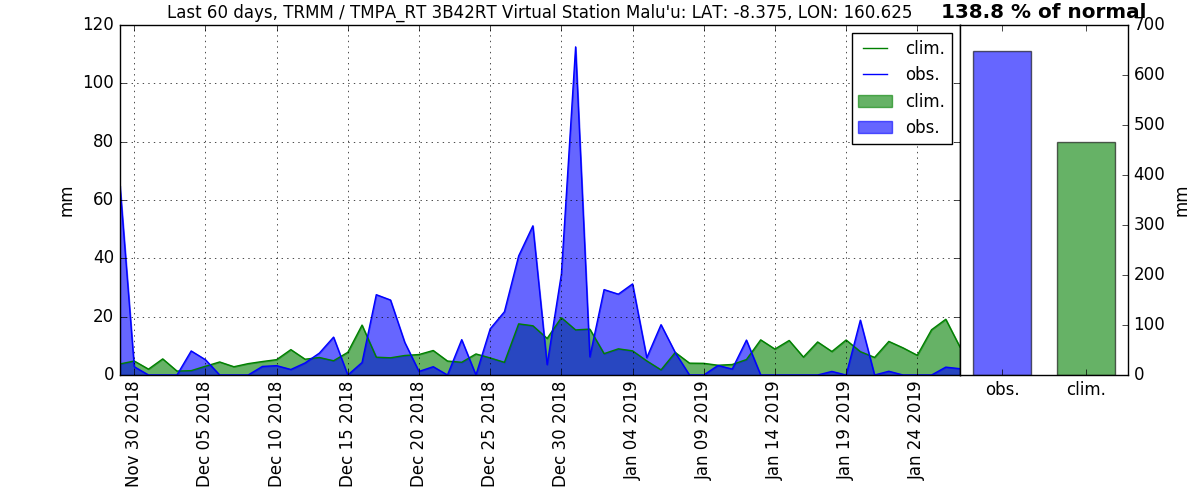 Last 60 days, TRMM / TMPA_RT 3B42RT Virtual Station Malu'u: LAT: -8.375, LON: 160.625
138.8 % of normal
120
100
80
60
40
20
0
mm
clim.
obs.
clim.
obs.
700
600
500
400
300
200
100
0
mm
obs.
clim.
Nov 30 2018
Dec 05 2018
Dec 10 2018
Dec 15 2018
Dec 20 2018
Dec 25 2018
Dec 30 2018
Jan 04 2019
Jan 09 2019
Jan 14 2019
Jan 19 2019
Jan 24 2019